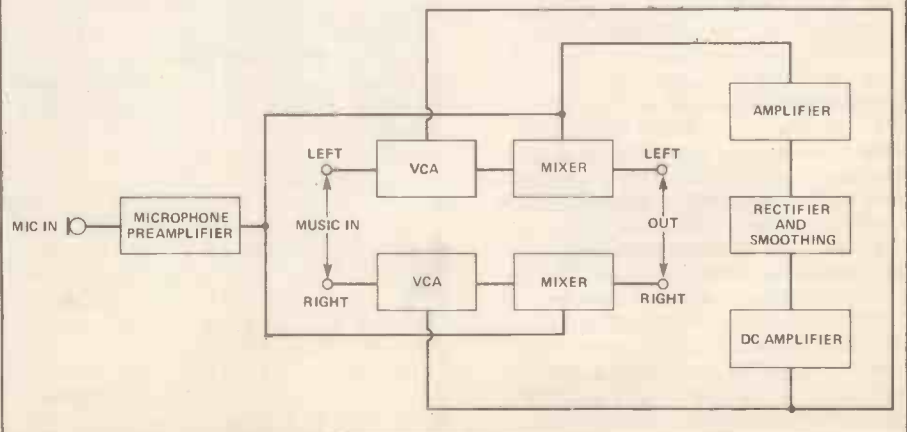 AMPLIFIER
LEFT
VCA
MIXER
LEFT
MIC IN
MICROPHONE
PREAMPLIFIER
MUSIC IN
OUT
RECTIFIER
AND
SMOOTHING
RIGHT
VCA
MIXER
RIGHT
DC AMPLIFIER